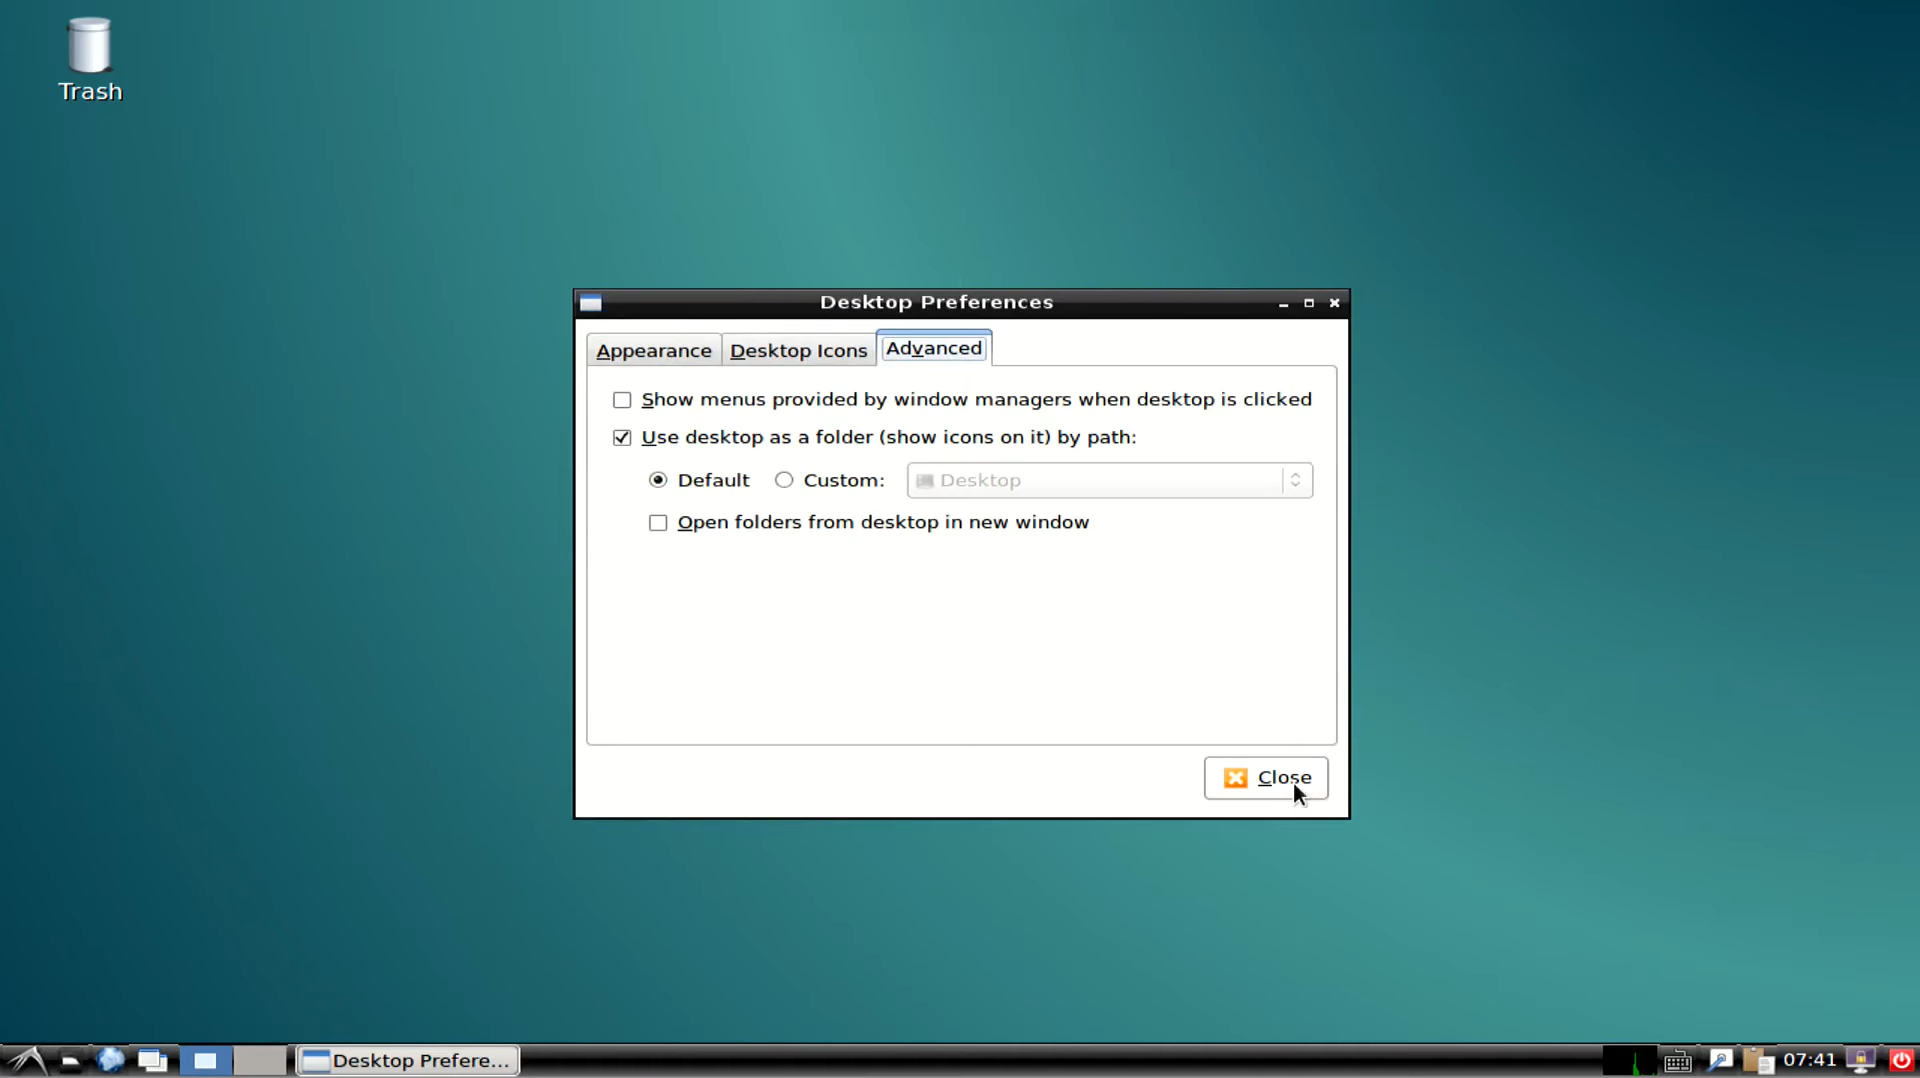 Trash
Desktop Preferences
Appearance Desktop Icons Advanced
Show menus provided by window managers when desktop is clicked
Use desktop as a folder (show icons on it) by path:
Default Custom: Desktop
Open folders from desktop in new window
Close
Desktop Prefere... 07:41